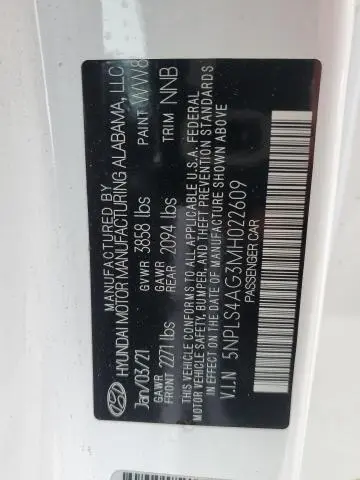 MANUFACTURED BY
HYUNDAI MOTOR MANUFACTURING ALABAMA, LLC
Jan/03/21 GVWR 3858 lbs PAINT WW8
GAWR FRONT 2271 lbs GAWR REAR 2094 lbs TRIM NNB
THIS VEHICLE CONFORMS TO ALL APPLICABLE U.S.A. FEDERAL
MOTOR VEHICLE SAFETY, BUMPER, AND THEFT PREVENTION STANDARDS
IN EFFECT ON THE DATE OF MANUFACTURE SHOWN ABOVE
V.I.N 5NPLS4AG3MH022609
PASSENGER CAR